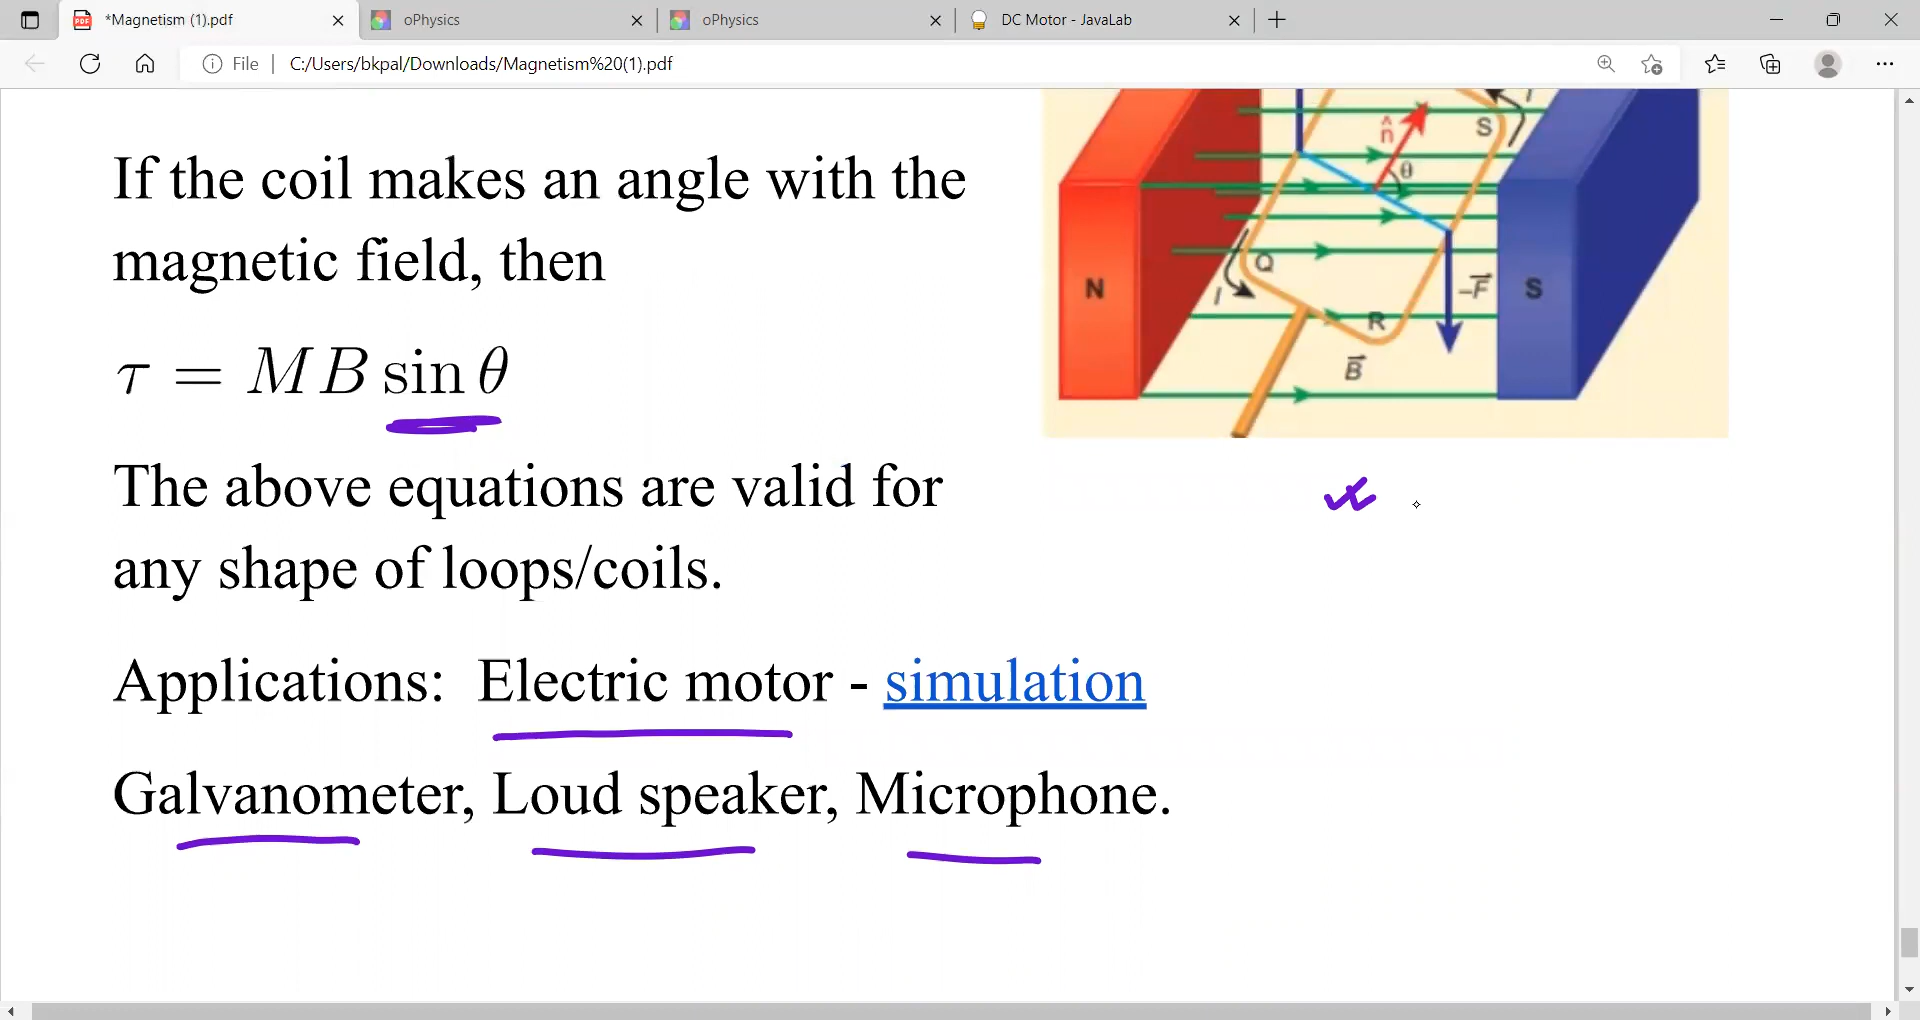 *Magnetism (1).pdf
oPhysics
oPhysics
DC Motor - JavaLab
File
C:/Users/bkpal/Downloads/Magnetism%20(1).pdf
If the coil makes an angle with the
magnetic field, then
τ = MB sin θ
The above equations are valid for
any shape of loops/coils.
Applications: Electric motor - simulation
Galvanometer, Loud speaker, Microphone.
n̂
θ
S
I
Q
I
N
−F⃗
S
R
B⃗